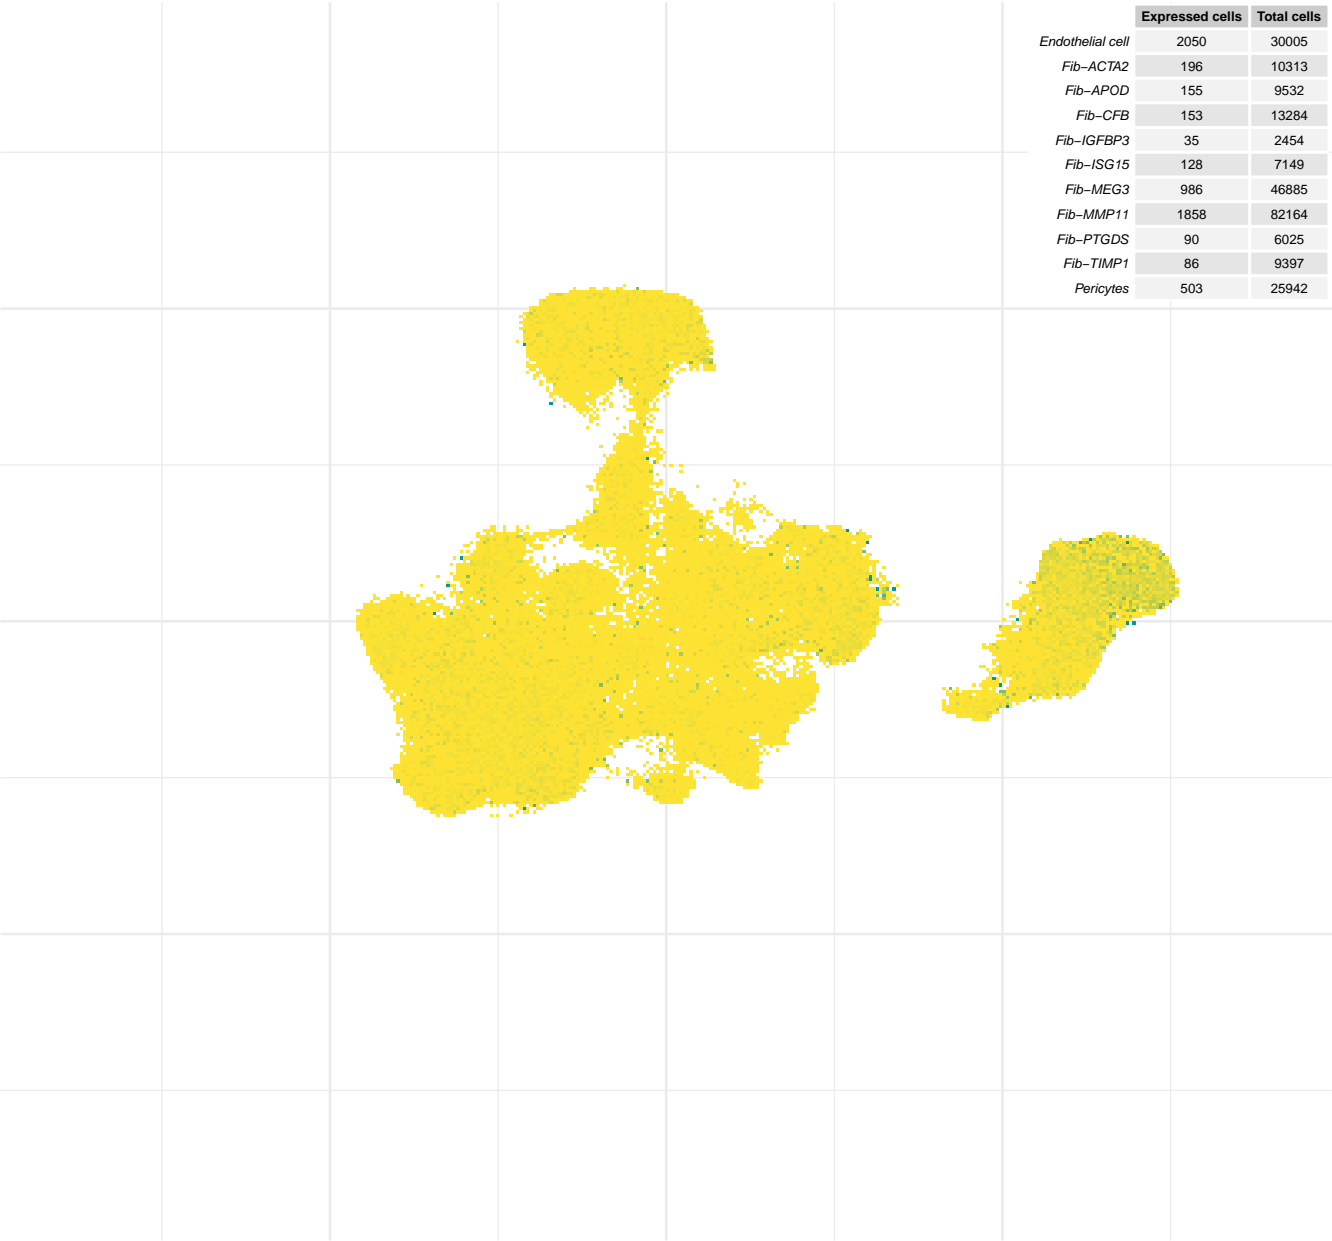 Expressed cells Total cells
Endothelial cell 2050 30005
Fib−ACTA2 196 10313
Fib−APOD 155 9532
Fib−CFB 153 13284
Fib−IGFBP3 35 2454
Fib−ISG15 128 7149
Fib−MEG3 986 46885
Fib−MMP11 1858 82164
Fib−PTGDS 90 6025
Fib−TIMP1 86 9397
Pericytes 503 25942